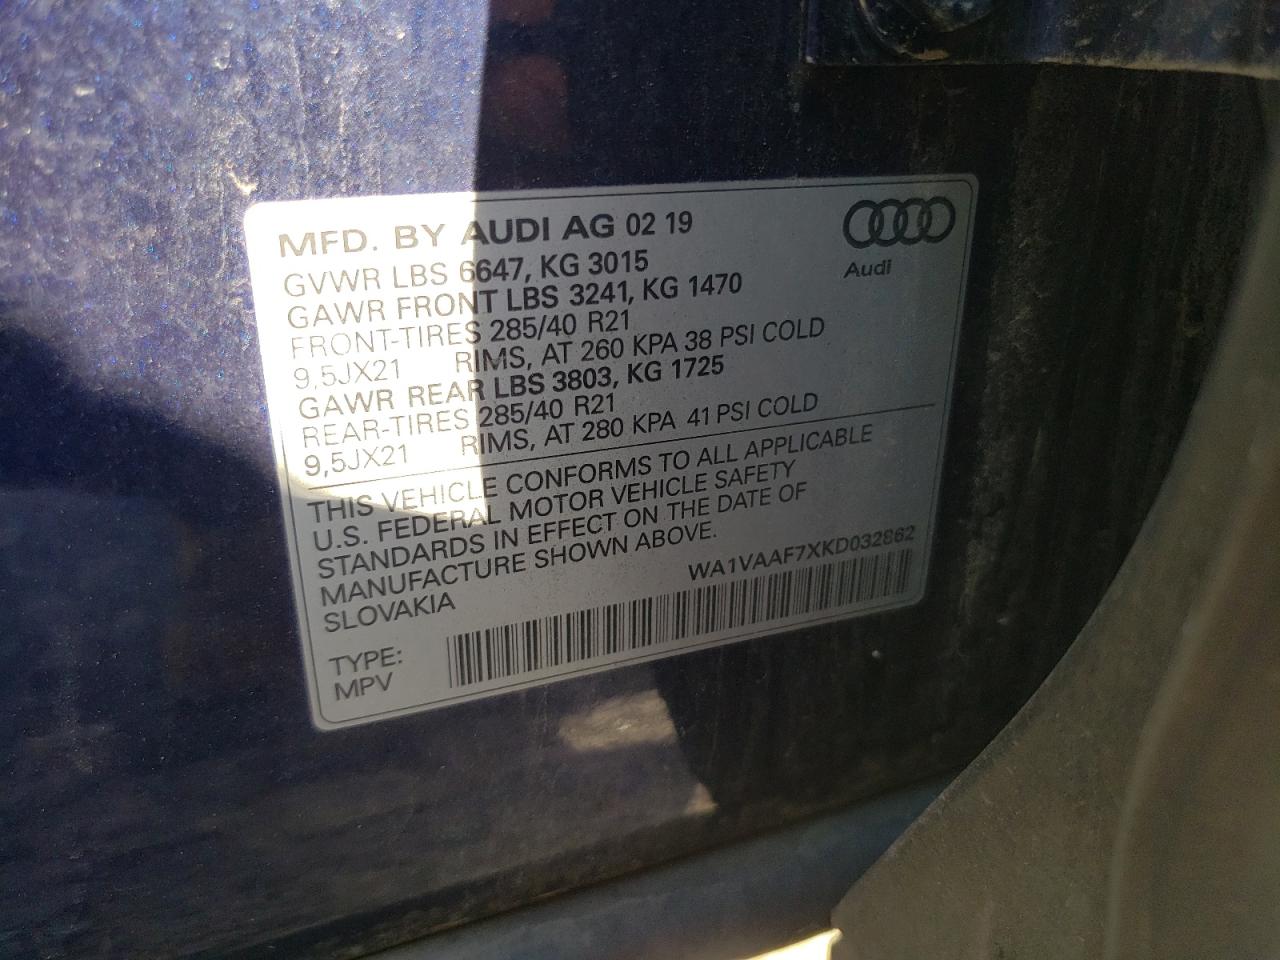 MFD. BY AUDI AG 02 19
Audi
GVWR LBS 6647, KG 3015
GAWR FRONT LBS 3241, KG 1470
FRONT-TIRES 285/40 R21
9,5JX21 RIMS, AT 260 KPA 38 PSI COLD
GAWR REAR LBS 3803, KG 1725
REAR-TIRES 285/40 R21
9,5JX21 RIMS, AT 280 KPA 41 PSI COLD
THIS VEHICLE CONFORMS TO ALL APPLICABLE
U.S. FEDERAL MOTOR VEHICLE SAFETY
STANDARDS IN EFFECT ON THE DATE OF
MANUFACTURE SHOWN ABOVE.
SLOVAKIA
WA1VAAF7XKD032862
TYPE:
MPV